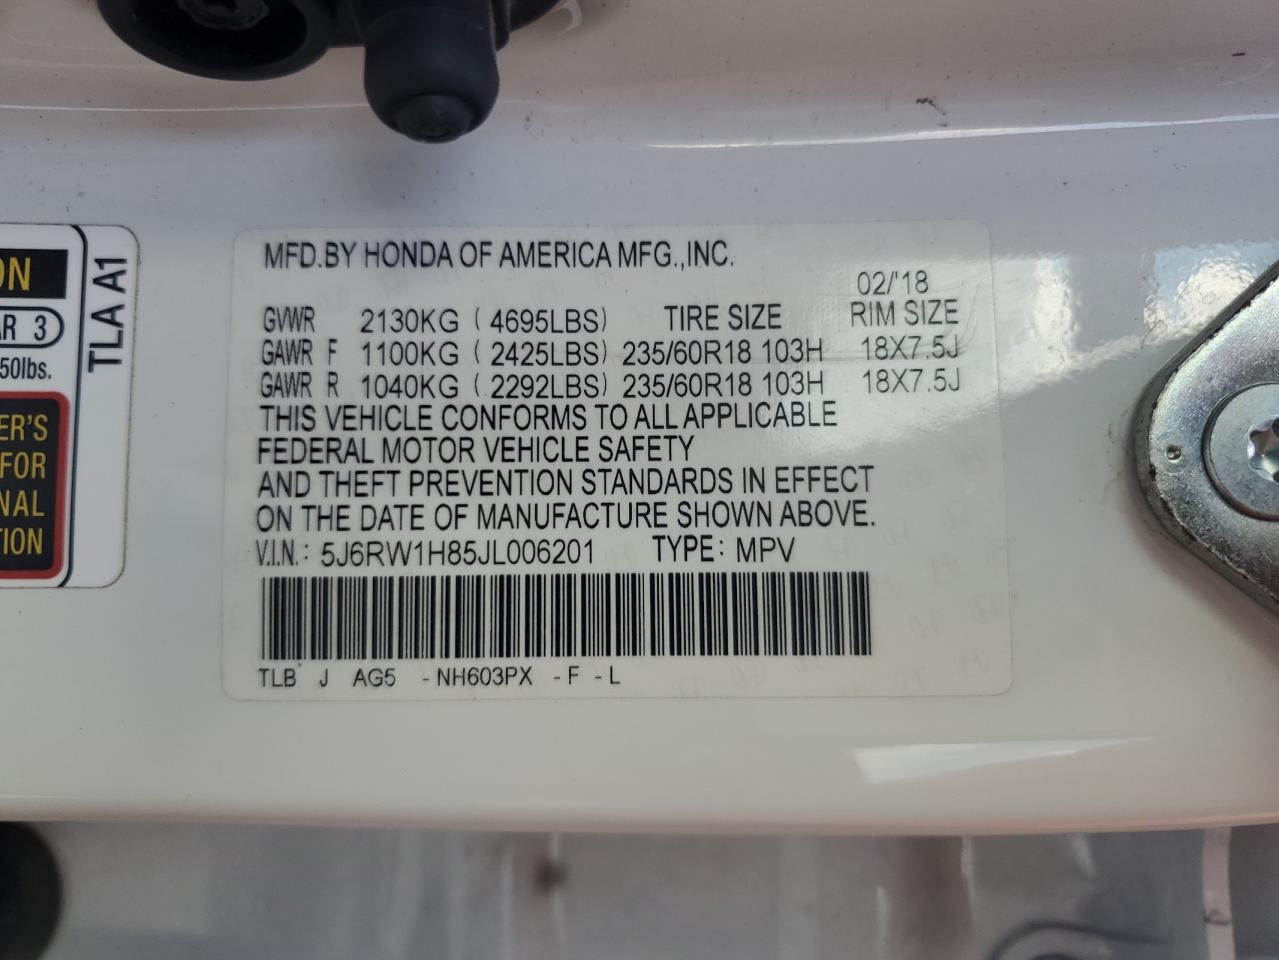 ON
AR 3
50lbs.
ER'S
FOR
NAL
TION
TLA A1
MFD.BY HONDA OF AMERICA MFG.,INC.
02/'18
GVWR 2130KG (4695LBS) TIRE SIZE RIM SIZE
GAWR F 1100KG (2425LBS) 235/60R18 103H 18X7.5J
GAWR R 1040KG (2292LBS) 235/60R18 103H 18X7.5J
THIS VEHICLE CONFORMS TO ALL APPLICABLE
FEDERAL MOTOR VEHICLE SAFETY
AND THEFT PREVENTION STANDARDS IN EFFECT
ON THE DATE OF MANUFACTURE SHOWN ABOVE.
V.I.N.: 5J6RW1H85JL006201 TYPE: MPV
TLB* J AG5 -NH603PX -F -L